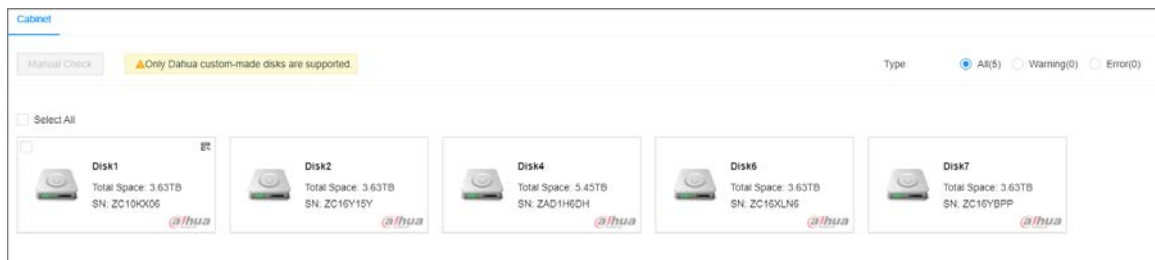 Cabinet
Manual Check
Only Dahua custom-made disks are supported.
Type
All(5)
Warning(0)
Error(0)
Select All
Disk1
Total Space: 3.63TB
SN: ZC10KX06
alhua
Disk2
Total Space: 3.63TB
SN: ZC16Y15Y
alhua
Disk4
Total Space: 5.45TB
SN: ZAD1H6DH
alhua
Disk6
Total Space: 3.63TB
SN: ZC16XLN6
alhua
Disk7
Total Space: 3.63TB
SN: ZC16YBPP
alhua